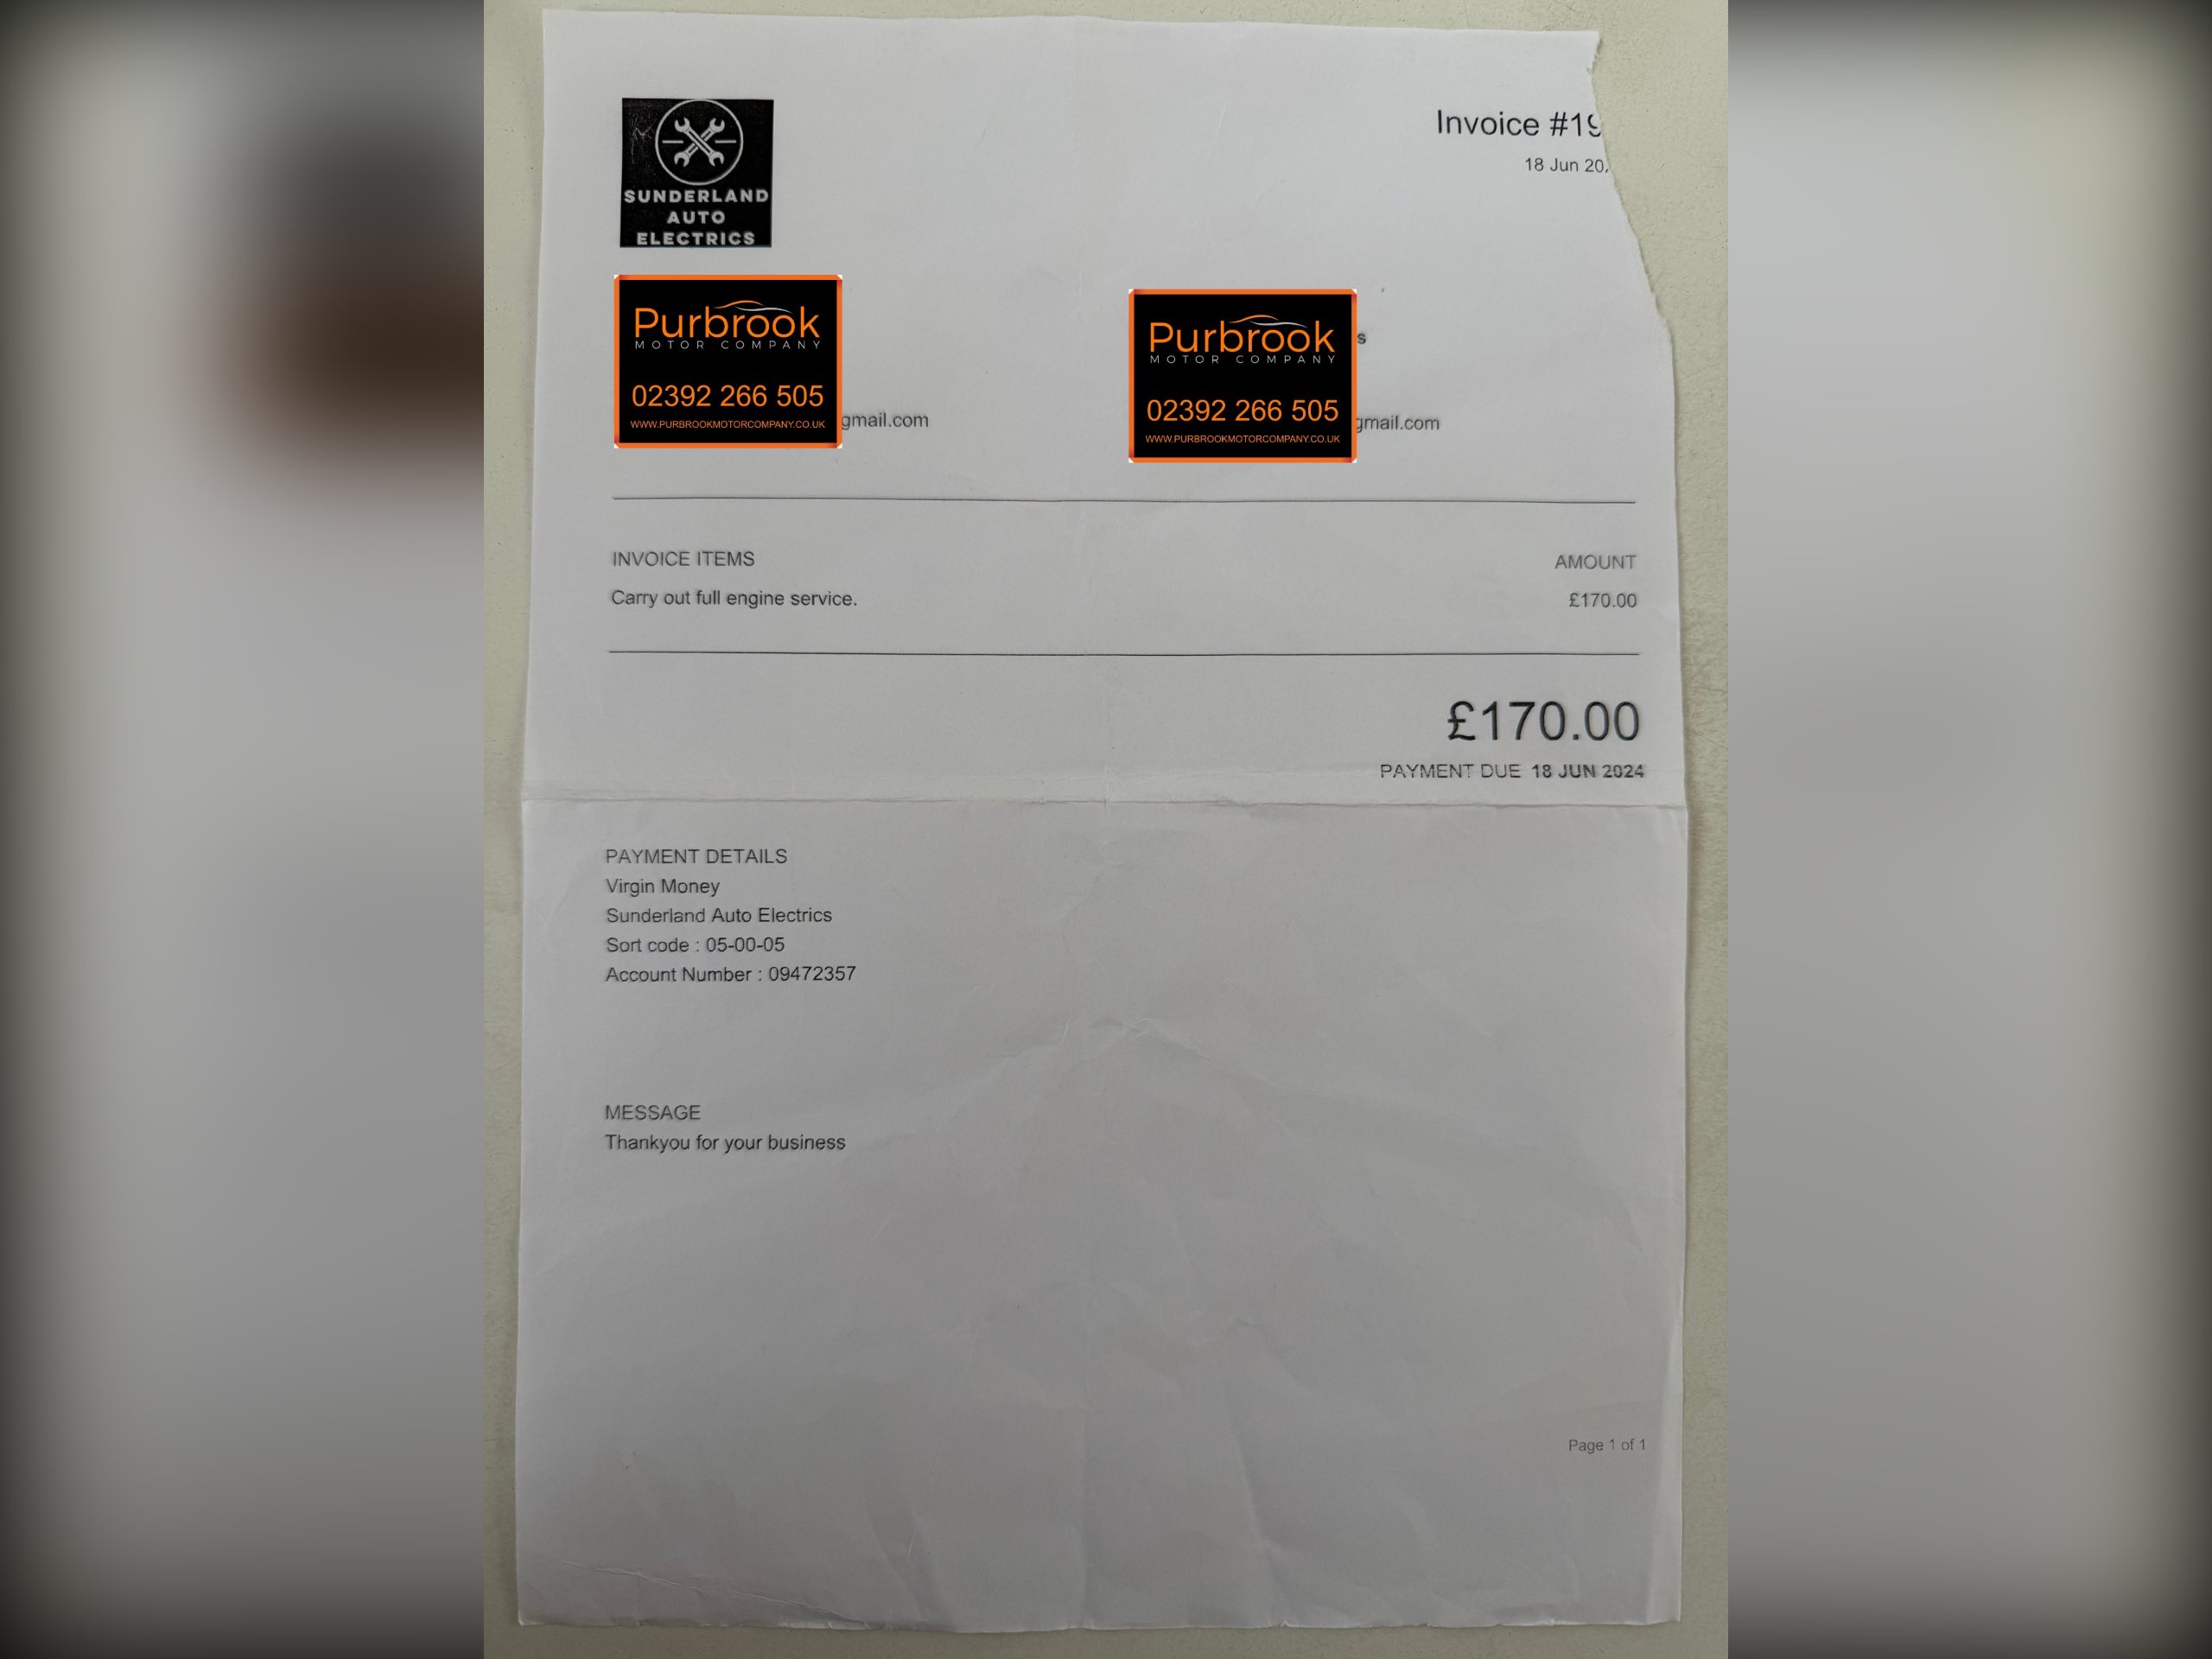 SUNDERLAND
AUTO
ELECTRICS
Invoice #19
18 Jun 20
Purbrook
MOTOR COMPANY
02392 266 505
WWW.PURBROOKMOTORCOMPANY.CO.UK
gmail.com
Purbrook
MOTOR COMPANY
02392 266 505
WWW.PURBROOKMOTORCOMPANY.CO.UK
s
gmail.com
INVOICE ITEMS AMOUNT
Carry out full engine service. £170.00
£170.00
PAYMENT DUE 18 JUN 2024
PAYMENT DETAILS
Virgin Money
Sunderland Auto Electrics
Sort code : 05-00-05
Account Number : 09472357
MESSAGE
Thankyou for your business
Page 1 of 1